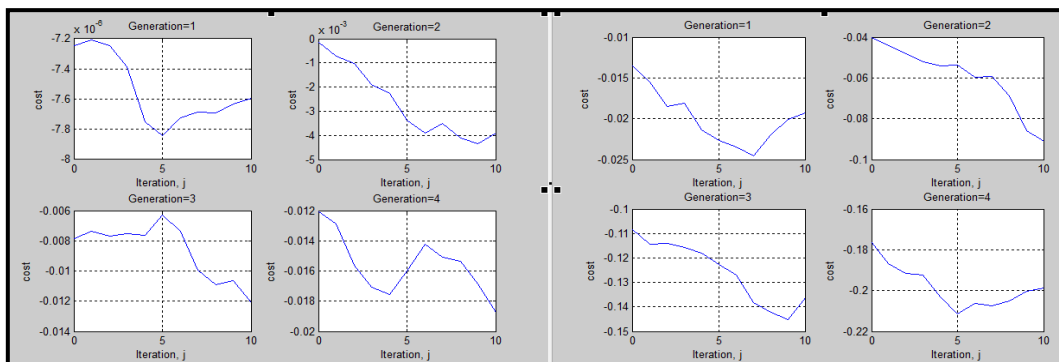 x 10^-6
Generation=1
-7.2
-7.4
-7.6
-7.8
-8
cost
0 5 10
Iteration, j
x 10^-3
Generation=2
0
-1
-2
-3
-4
-5
cost
0 5 10
Iteration, j
Generation=3
-0.006
-0.008
-0.01
-0.012
-0.014
cost
0 5 10
Iteration, j
Generation=4
-0.012
-0.014
-0.016
-0.018
-0.02
cost
0 5 10
Iteration, j
Generation=1
-0.01
-0.015
-0.02
-0.025
cost
0 5 10
Iteration, j
Generation=2
-0.04
-0.06
-0.08
-0.1
cost
0 5 10
Iteration, j
Generation=3
-0.1
-0.11
-0.12
-0.13
-0.14
-0.15
cost
0 5 10
Iteration, j
Generation=4
-0.16
-0.18
-0.2
-0.22
cost
0 5 10
Iteration, j